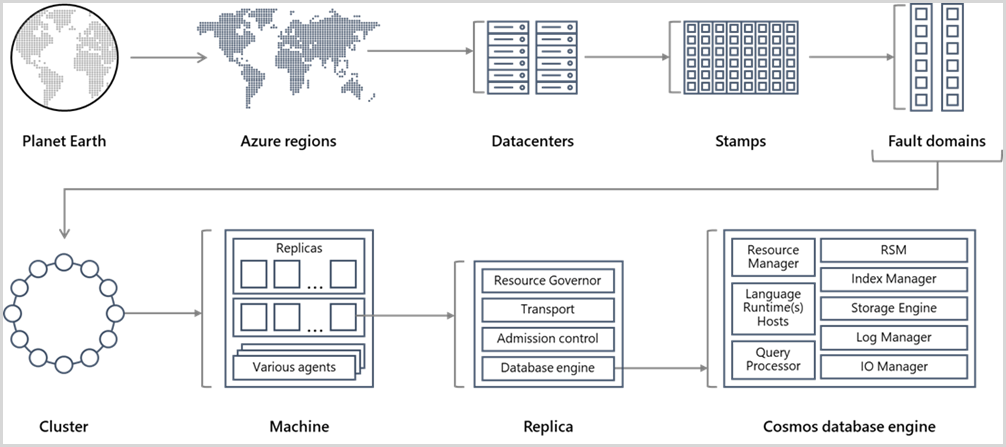 Planet Earth
Azure regions
Datacenters
Stamps
Fault domains
Replicas
...
...
Various agents
Resource Governor
Transport
Admission control
Database engine
Resource
Manager
Language
Runtime(s)
Hosts
Query
Processor
RSM
Index Manager
Storage Engine
Log Manager
IO Manager
Cluster
Machine
Replica
Cosmos database engine